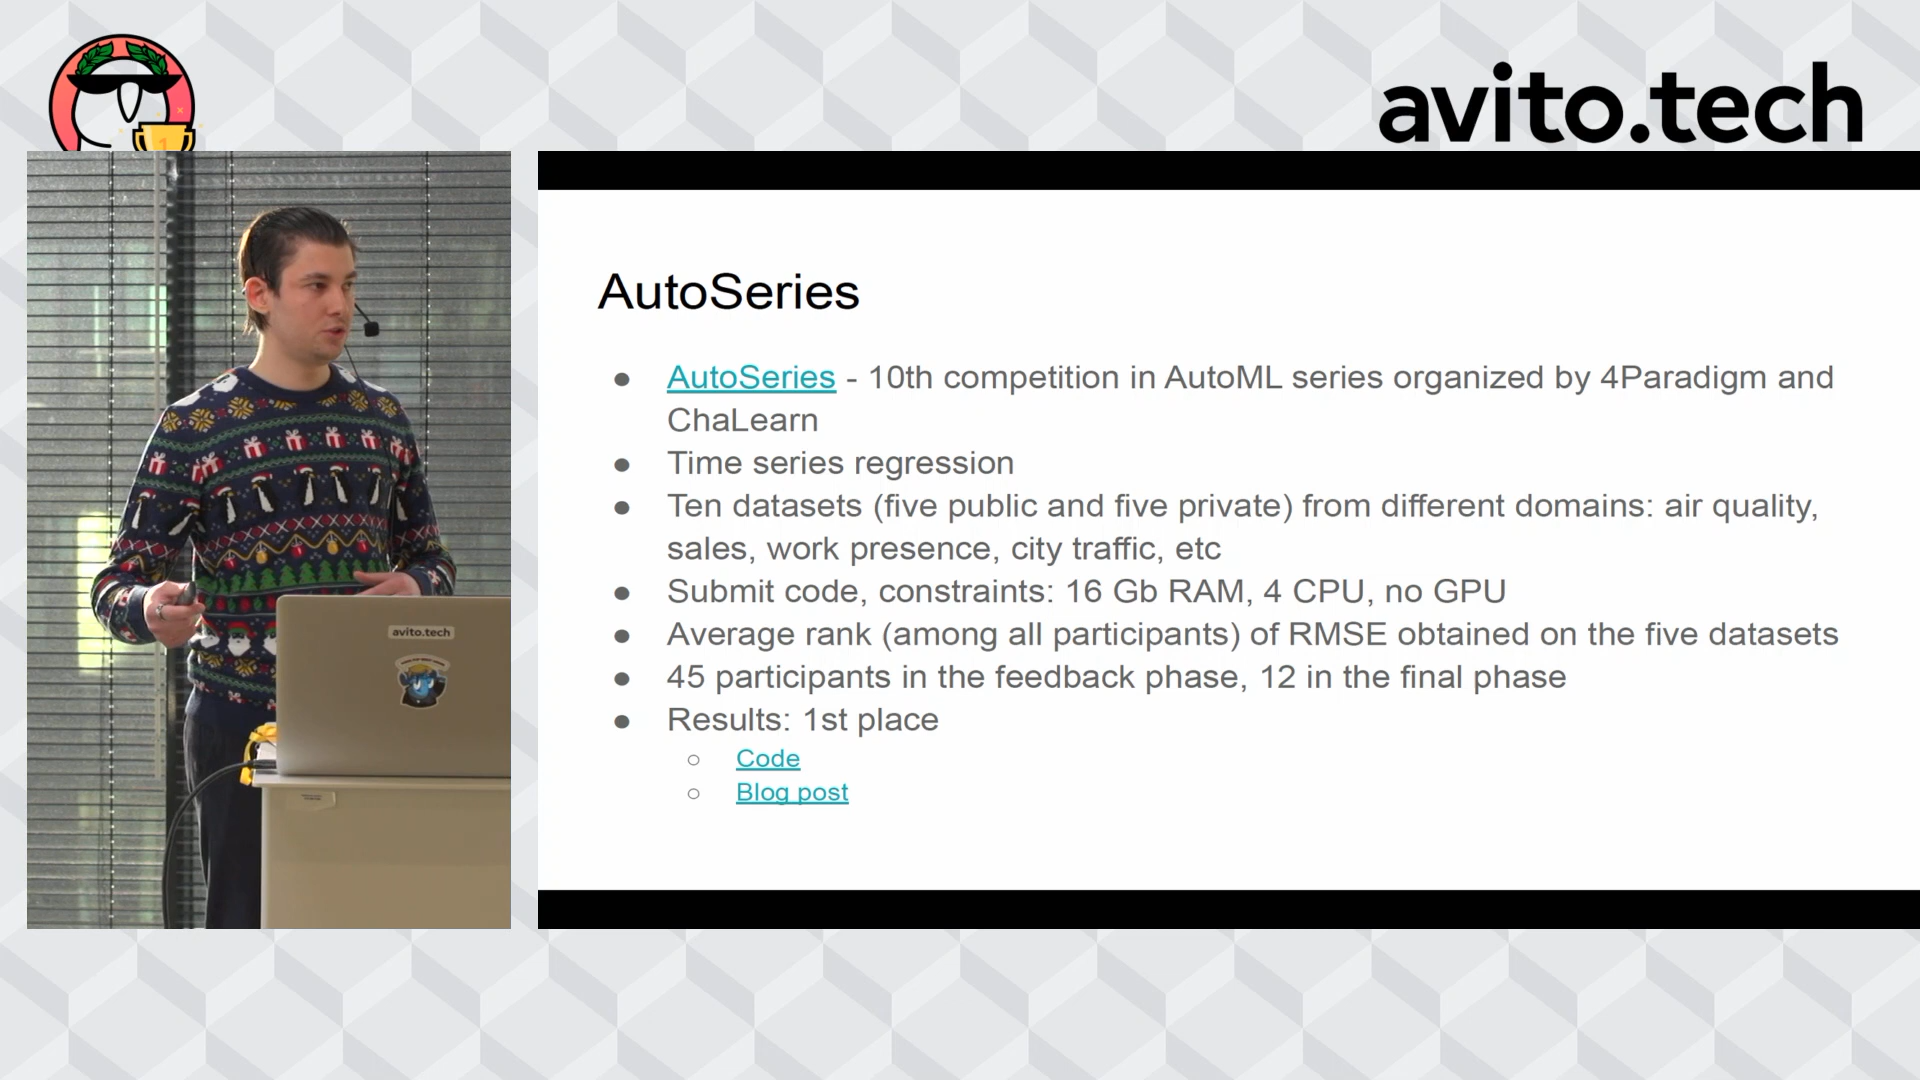 avito.tech
1
AutoSeries
● AutoSeries - 10th competition in AutoML series organized by 4Paradigm and
ChaLearn
● Time series regression
● Ten datasets (five public and five private) from different domains: air quality,
sales, work presence, city traffic, etc
● Submit code, constraints: 16 Gb RAM, 4 CPU, no GPU
● Average rank (among all participants) of RMSE obtained on the five datasets
● 45 participants in the feedback phase, 12 in the final phase
● Results: 1st place
○ Code
○ Blog post
avito.tech